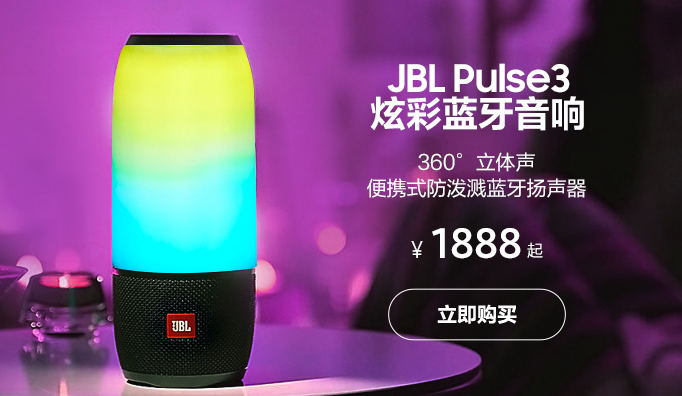 JBL Pulse3
炫彩蓝牙音响
360°立体声
便携式防泼溅蓝牙扬声器
¥ 1888 起
立即购买
JBL